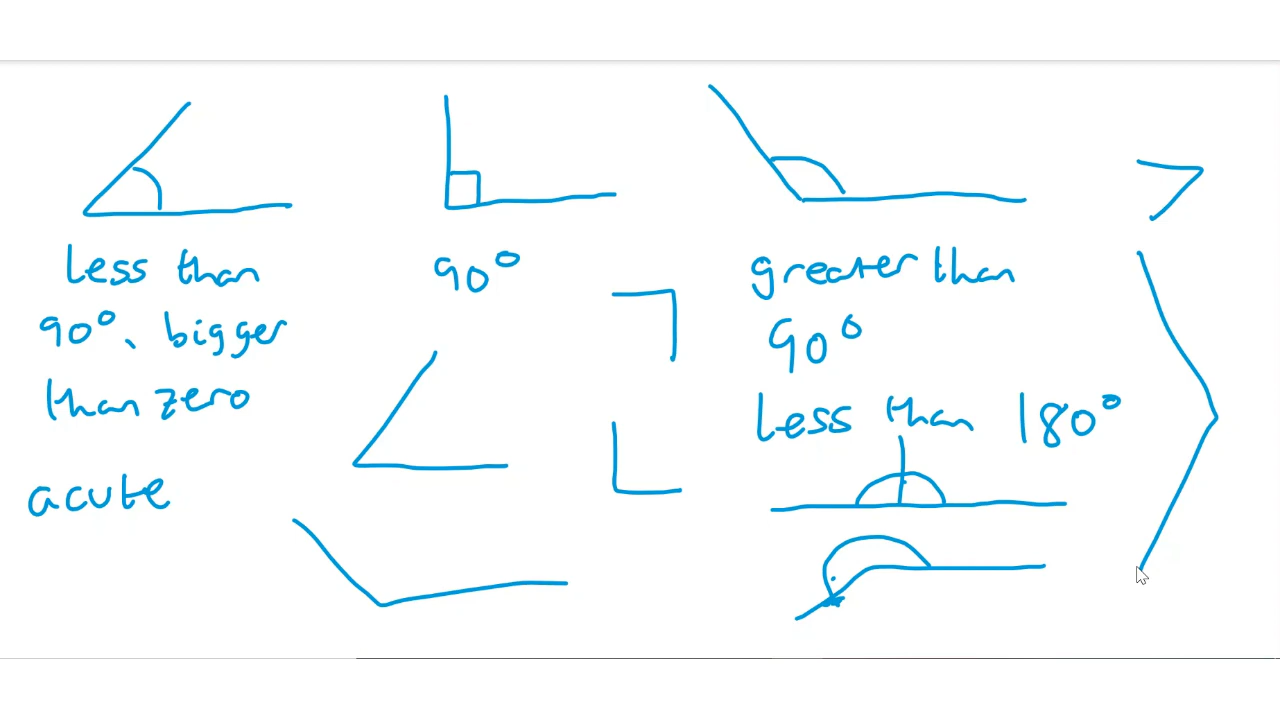 less than
90°, bigger
than zero
acute
90°
greater than
90°
less than 180°